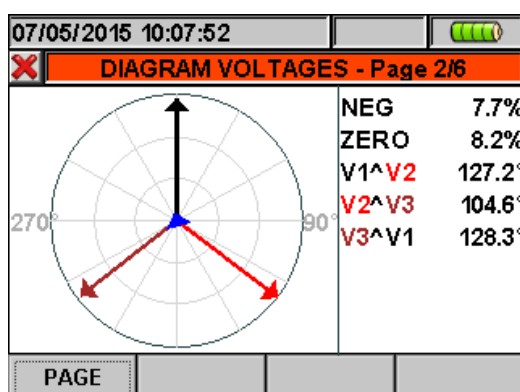 07/05/2015 10:07:52
DIAGRAM VOLTAGES - Page 2/6
NEG 7.7%
ZERO 8.2%
V1^V2 127.2°
270° 90° V2^V3 104.6°
V3^V1 128.3°
PAGE